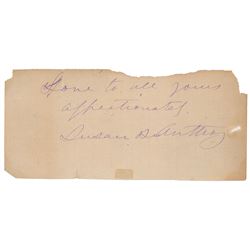 Love to all yours
affectionately
Susan B Anthony